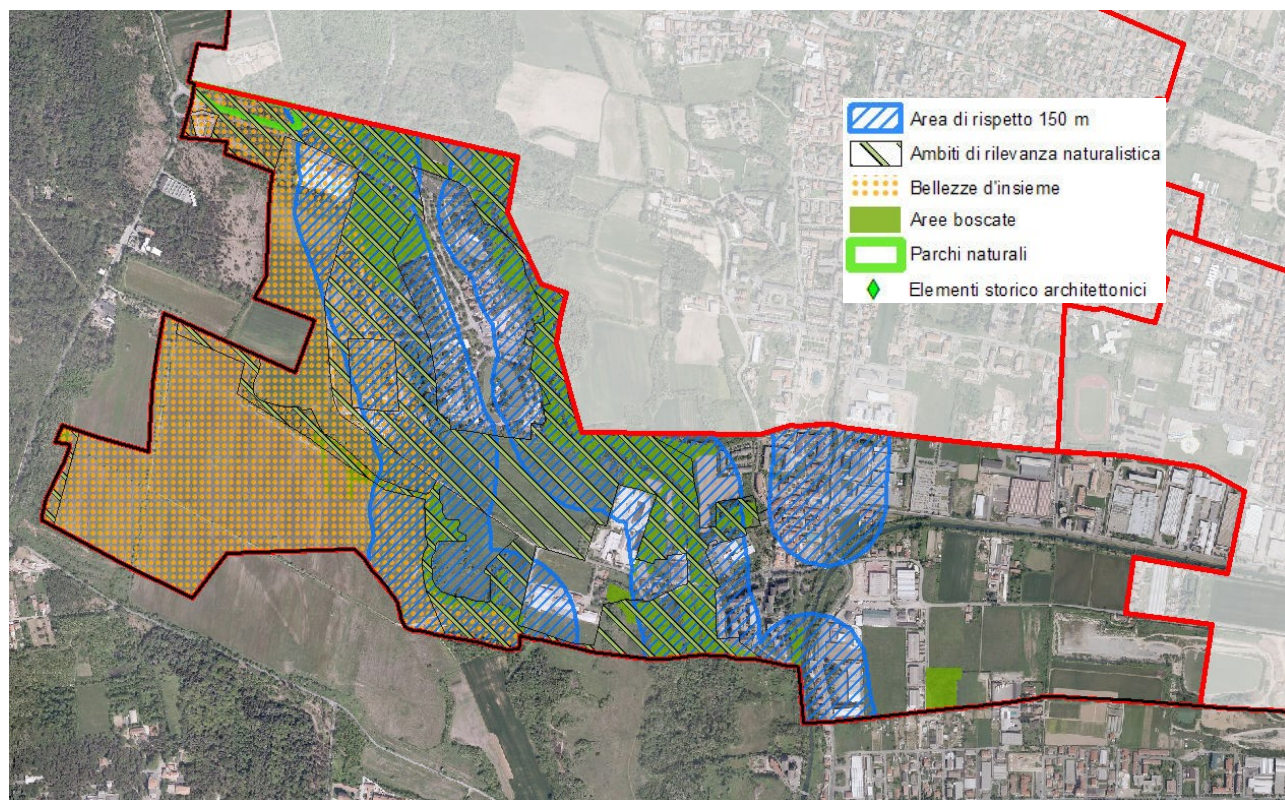 Area di rispetto 150 m
Ambiti di rilevanza naturalistica
Bellezze d'insieme
Aree boscate
Parchi naturali
Elementi storico architettonici